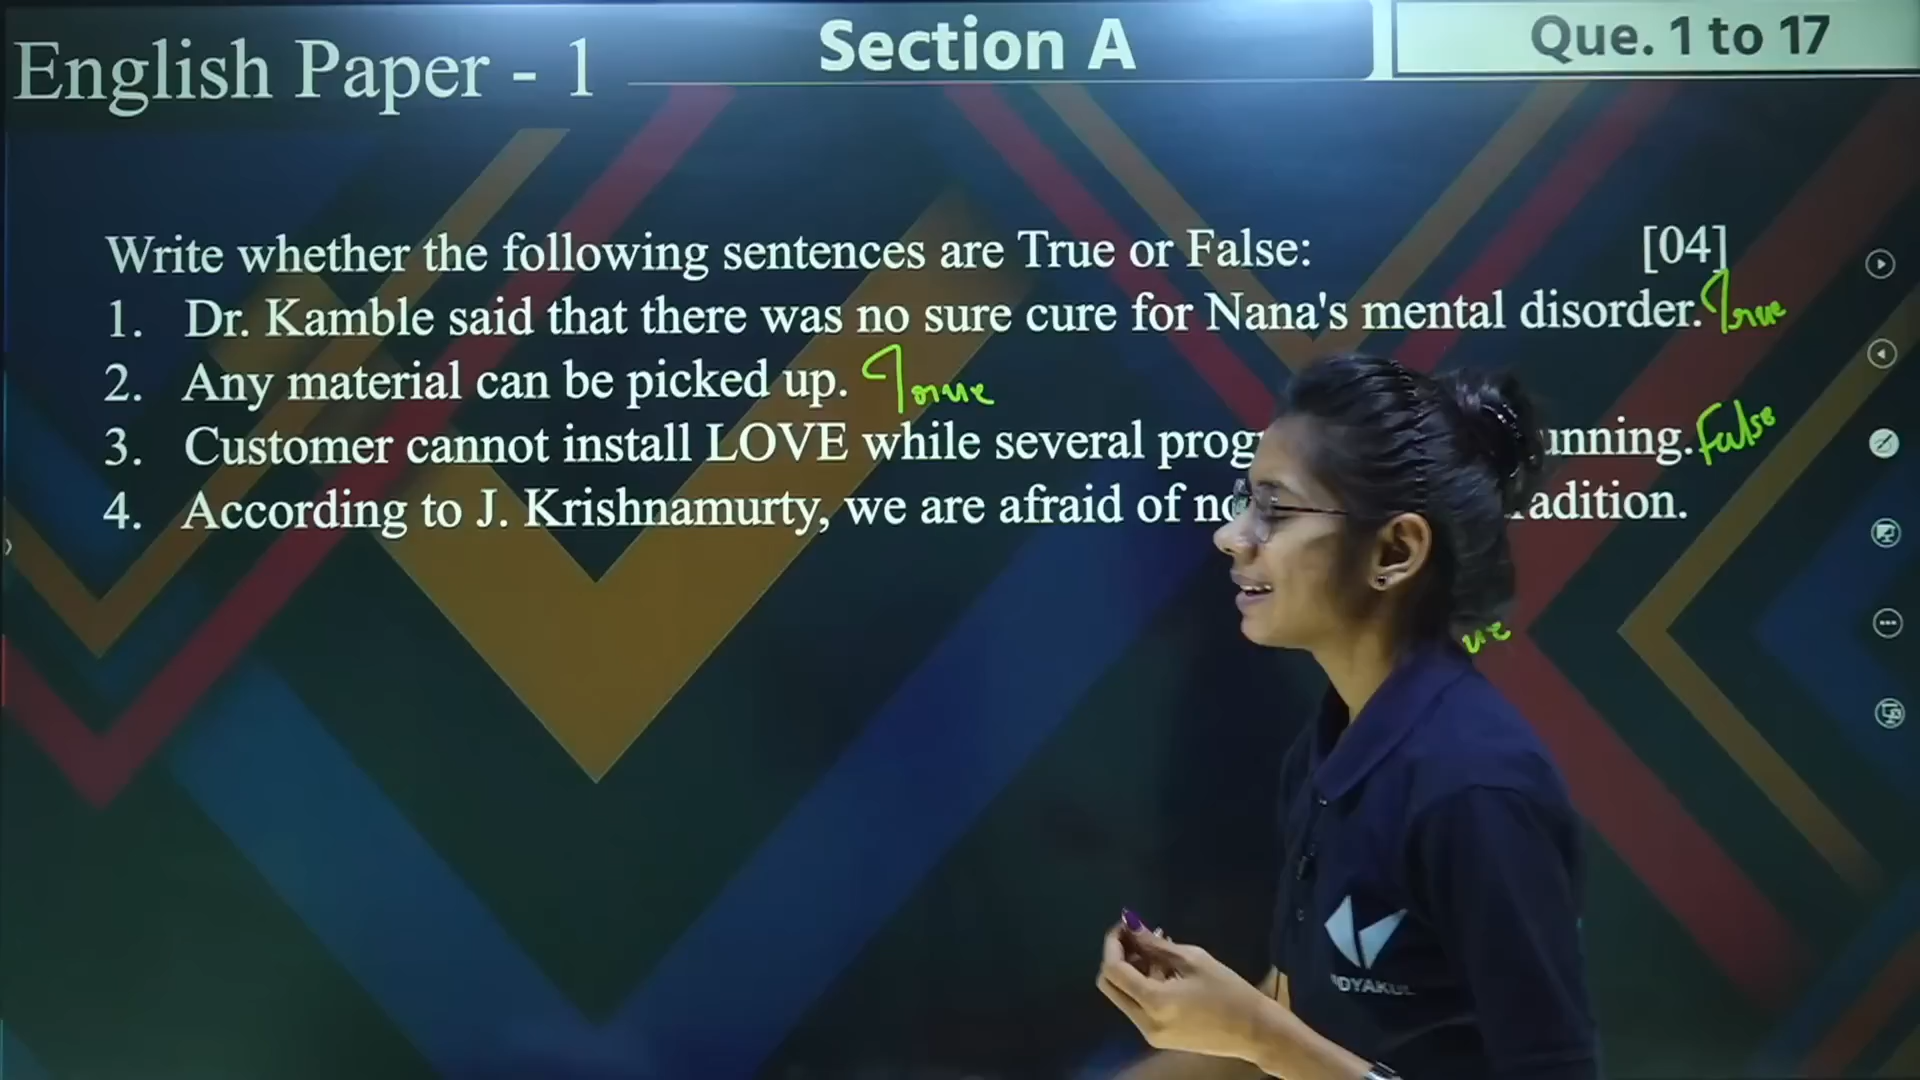 English Paper - 1
Section A
Que. 1 to 17
Write whether the following sentences are True or False: [04]
1. Dr. Kamble said that there was no sure cure for Nana's mental disorder. True
2. Any material can be picked up. True
3. Customer cannot install LOVE while several unning. False
4. According to J. Krishnamurty, we are afraid of adition.
ue